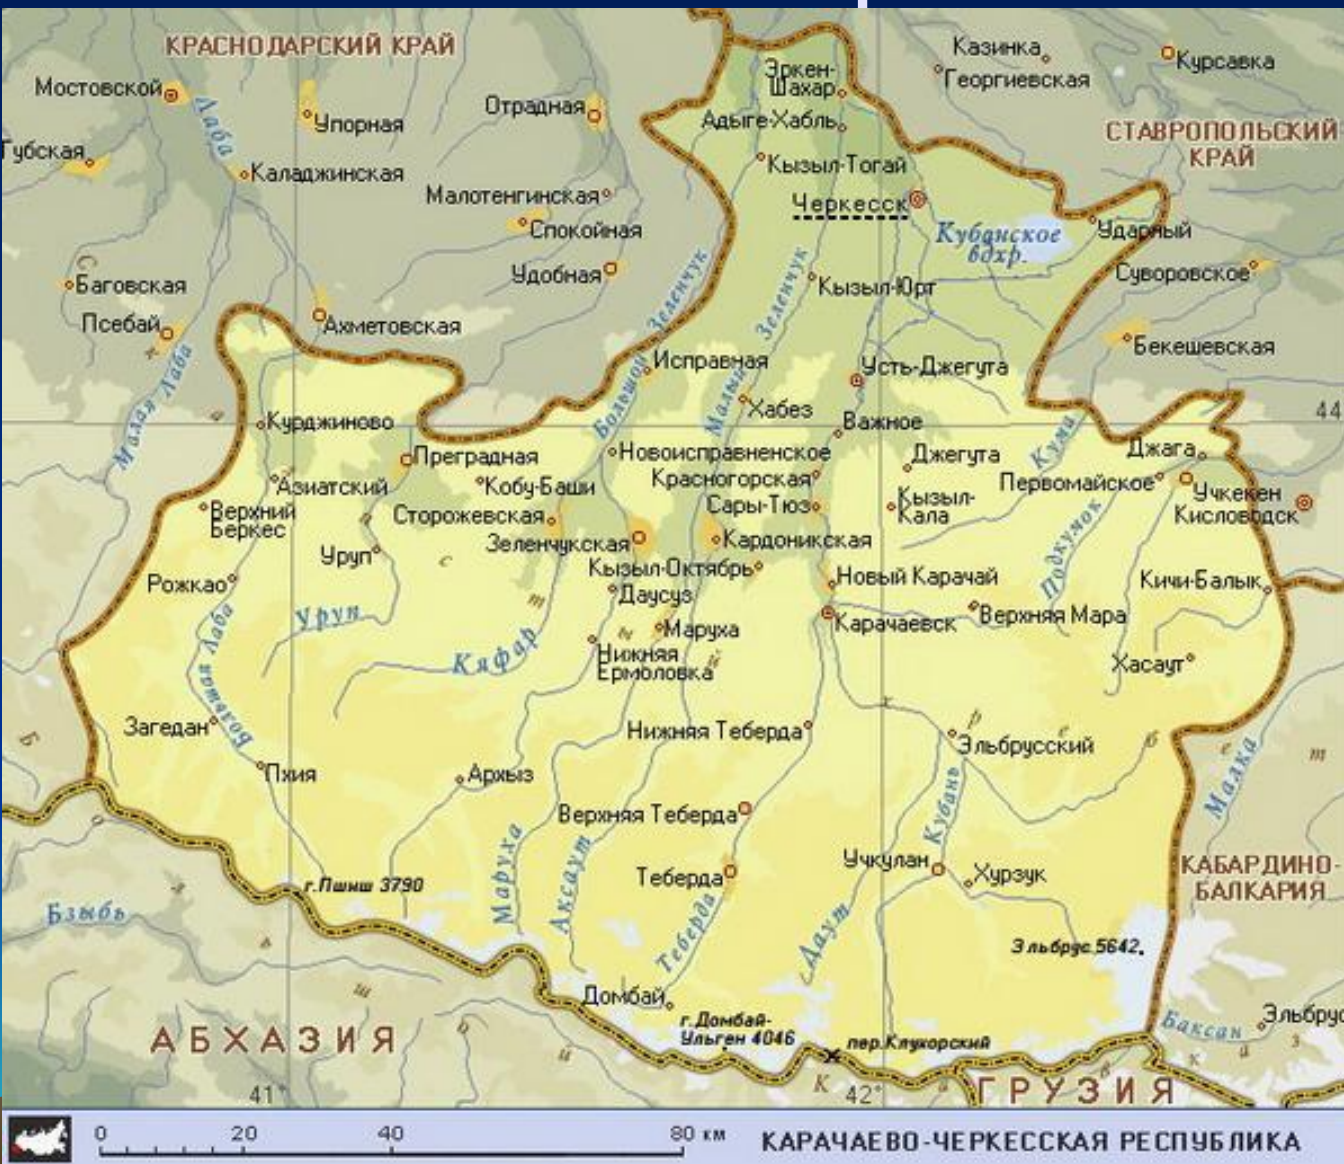 КРАСНОДАРСКИЙ КРАЙ
Казинка
Курсавка
Георгиевская
Эркен-
Шахар
Мостовской
Отрадная
Упорная
Адыге-Хабль
СТАВРОПОЛЬСКИЙ
КРАЙ
Лаба
Губская
Каладжинская
Кызыл-Тогай
Малотенгинская
Черкесск
Спокойная
Кубанское
вдхр.
Ударный
Удобная
Суворовское
Баговская
Кызыл-Юрт
Псебай
Ахметовская
Большой Зеленчук
Малый Зеленчук
Бекешевская
Малая Лаба
Исправная
Усть-Джегута
Хабез
44
Курджиново
Важное
Преградная
Новоисправненское
Джегута
Кума
Джага
Азиатский
Кобу-Баши
Красногорская
Первомайское
Учкекен
Верхний
Беркес
Сторожевская
Сары-Тюз
Кызыл-
Кала
Кисловодск
Зеленчукская
Кардоникская
Подкумок
Уруп
Кызыл-Октябрь
Новый Карачай
Кичи-Балык
Рожкао
Даусуз
Уруп
Карачаевск
Верхняя Мара
Маруха
Большая Лаба
Кяфар
Нижняя
Ермоловка
Хасаут
Загедан
Нижняя Теберда
Эльбрусский
Пхия
Архыз
Малка
Верхняя Теберда
Кубань
Маруха
Аксаут
Теберда
Учкулан
Хурзук
КАБАРДИНО-
БАЛКАРИЯ
г.Пшиш 3790
Бзыбь
Теберда
Даут
Эльбрус 5642
Домбай
г.Домбай-
Ульген 4046
пер.Клухорский
Баксан
Эльбрус
АБХАЗИЯ
ГРУЗИЯ
41°
42°
0 20 40 80 км
КАРАЧАЕВО-ЧЕРКЕССКАЯ РЕСПУБЛИКА